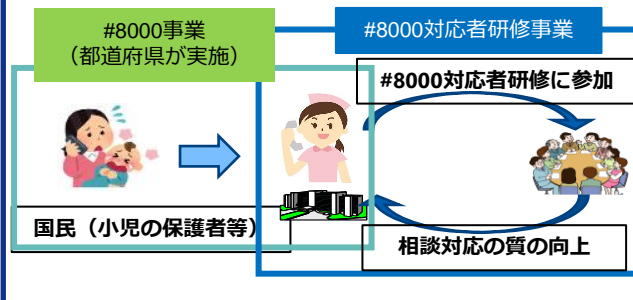 #8000事業
（都道府県が実施）
#8000対応者研修事業
#8000対応者研修に参加
国民（小児の保護者等）
相談対応の質の向上